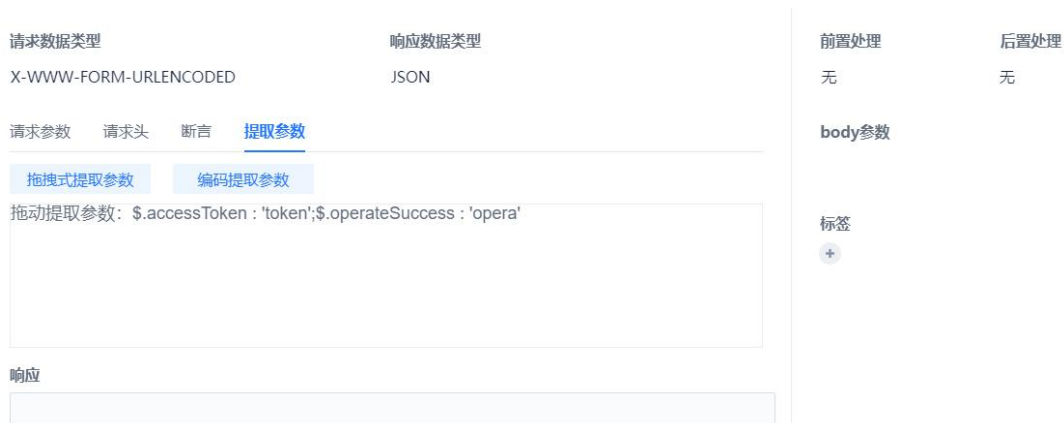 请求数据类型
响应数据类型
X-WWW-FORM-URLENCODED
JSON
请求参数 请求头 断言 提取参数
拖拽式提取参数 编码提取参数
拖动提取参数：$.accessToken : 'token';$.operateSuccess : 'opera'
响应
前置处理 后置处理
无 无
body参数
标签
+